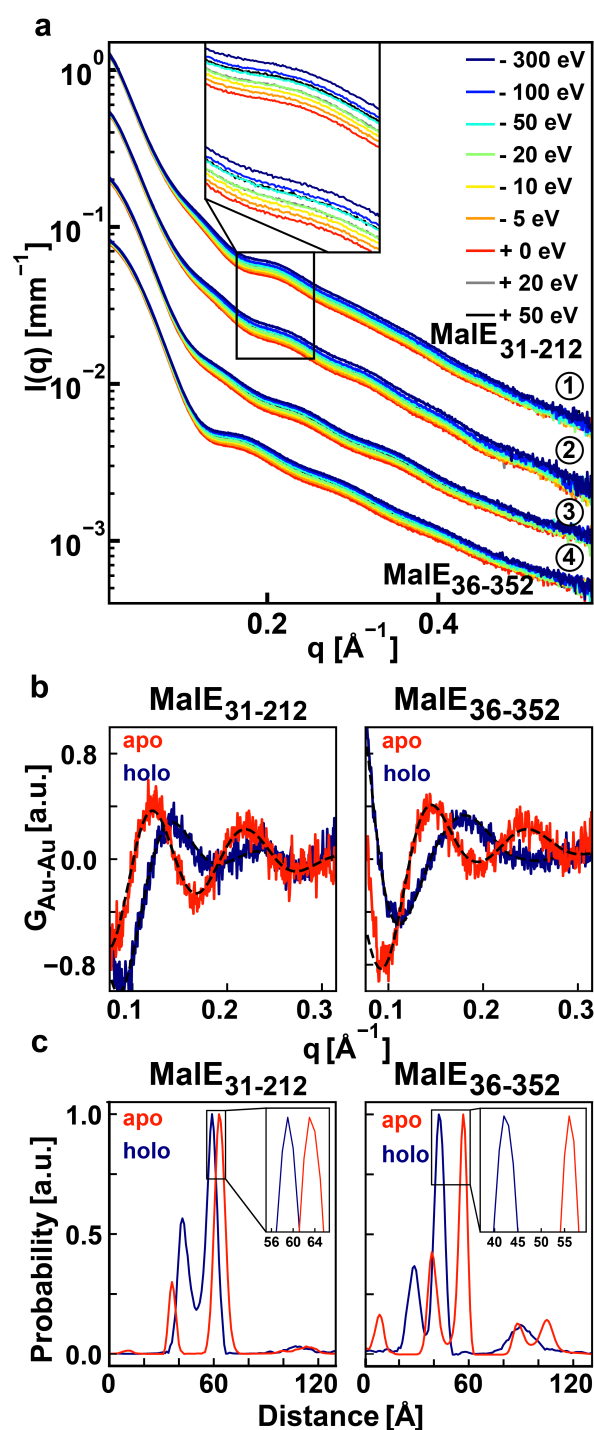 a
10⁰
10⁻¹
10⁻²
10⁻³
I(q) [mm⁻¹]
- 300 eV
- 100 eV
- 50 eV
- 20 eV
- 10 eV
- 5 eV
+ 0 eV
+ 20 eV
+ 50 eV
MalE₃₁₋₂₁₂
①
②
③
④
MalE₃₆₋₃₅₂
0.2 0.4
q [Å⁻¹]
b
MalE₃₁₋₂₁₂ MalE₃₆₋₃₅₂
apo apo
holo holo
0.8
0.0
−0.8
G_Au-Au [a.u.]
0.1 0.2 0.3 0.1 0.2 0.3
q [Å⁻¹]
c
MalE₃₁₋₂₁₂ MalE₃₆₋₃₅₂
apo apo
holo holo
1.0
0.5
0.0
Probability [a.u.]
56 60 64 40 45 50 55
0 60 120 0 60 120
Distance [Å]